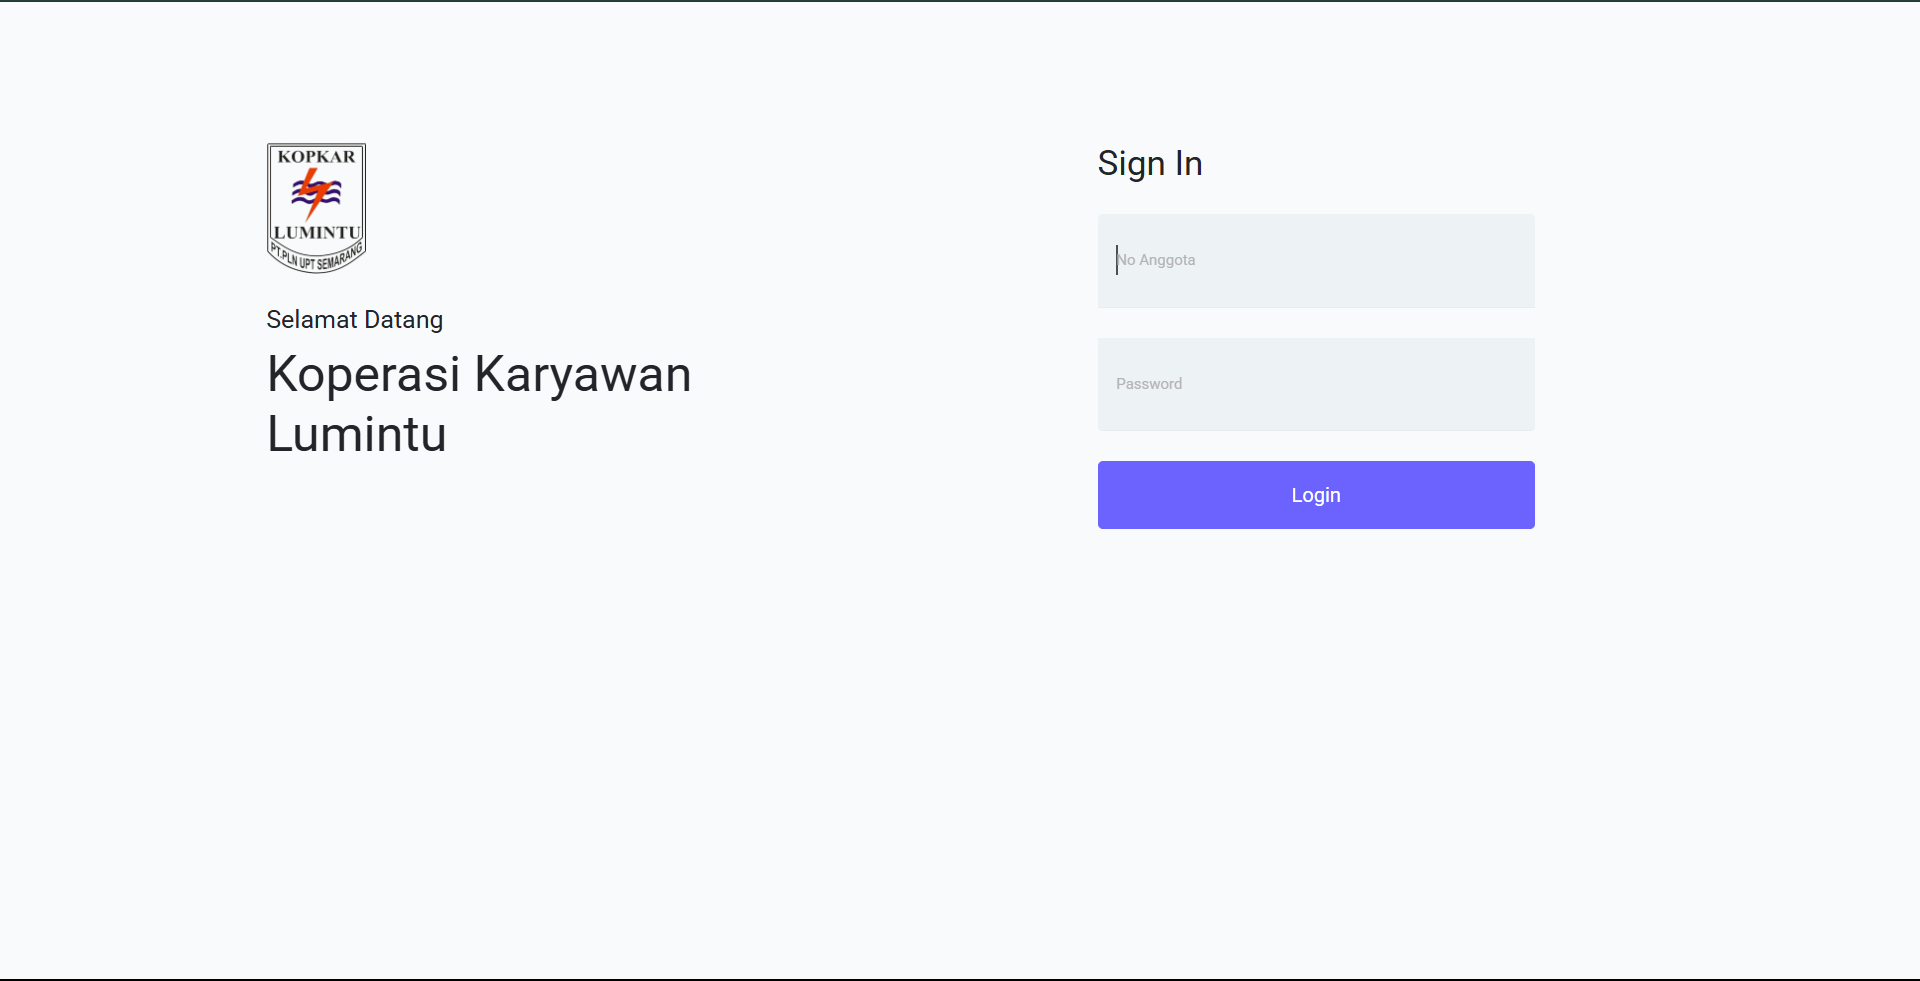 KOPKAR
LUMINTU
PT.PLN UPT SEMARANG
Selamat Datang
Koperasi Karyawan
Lumintu
Sign In
No Anggota
Password
Login